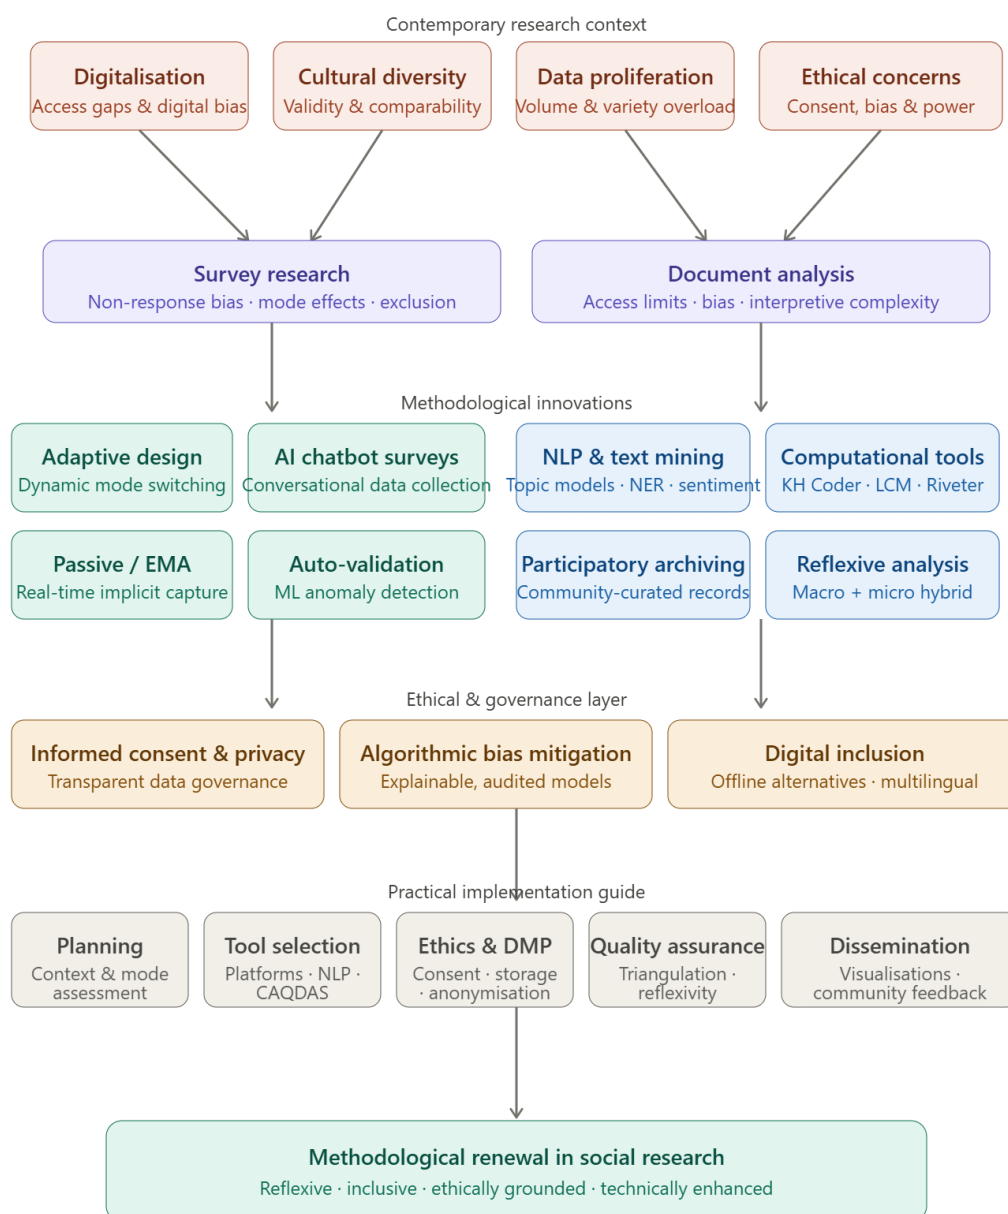 Contemporary research context
Digitalisation
Access gaps & digital bias
Cultural diversity
Validity & comparability
Data proliferation
Volume & variety overload
Ethical concerns
Consent, bias & power
Survey research
Non-response bias · mode effects · exclusion
Document analysis
Access limits · bias · interpretive complexity
Methodological innovations
Adaptive design
Dynamic mode switching
AI chatbot surveys
Conversational data collection
NLP & text mining
Topic models · NER · sentiment
Computational tools
KH Coder · LCM · Riveter
Passive / EMA
Real-time implicit capture
Auto-validation
ML anomaly detection
Participatory archiving
Community-curated records
Reflexive analysis
Macro + micro hybrid
Ethical & governance layer
Informed consent & privacy
Transparent data governance
Algorithmic bias mitigation
Explainable, audited models
Digital inclusion
Offline alternatives · multilingual
Practical implementation guide
Planning
Context & mode
assessment
Tool selection
Platforms · NLP ·
CAQDAS
Ethics & DMP
Consent · storage
· anonymisation
Quality assurance
Triangulation ·
reflexivity
Dissemination
Visualisations ·
community feedback
Methodological renewal in social research
Reflexive · inclusive · ethically grounded · technically enhanced